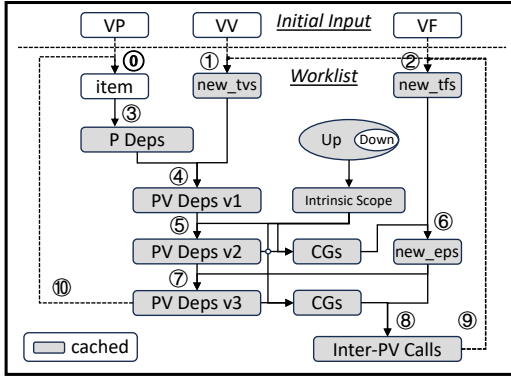 VP VV Initial Input VF
⓪ ① Worklist ②
item new_tvs new_tfs
③
P Deps Up Down
④
PV Deps v1 Intrinsic Scope
⑤ ⑥
PV Deps v2 CGs new_eps
⑦
⑩ PV Deps v3 CGs
⑧ ⑨
cached Inter-PV Calls